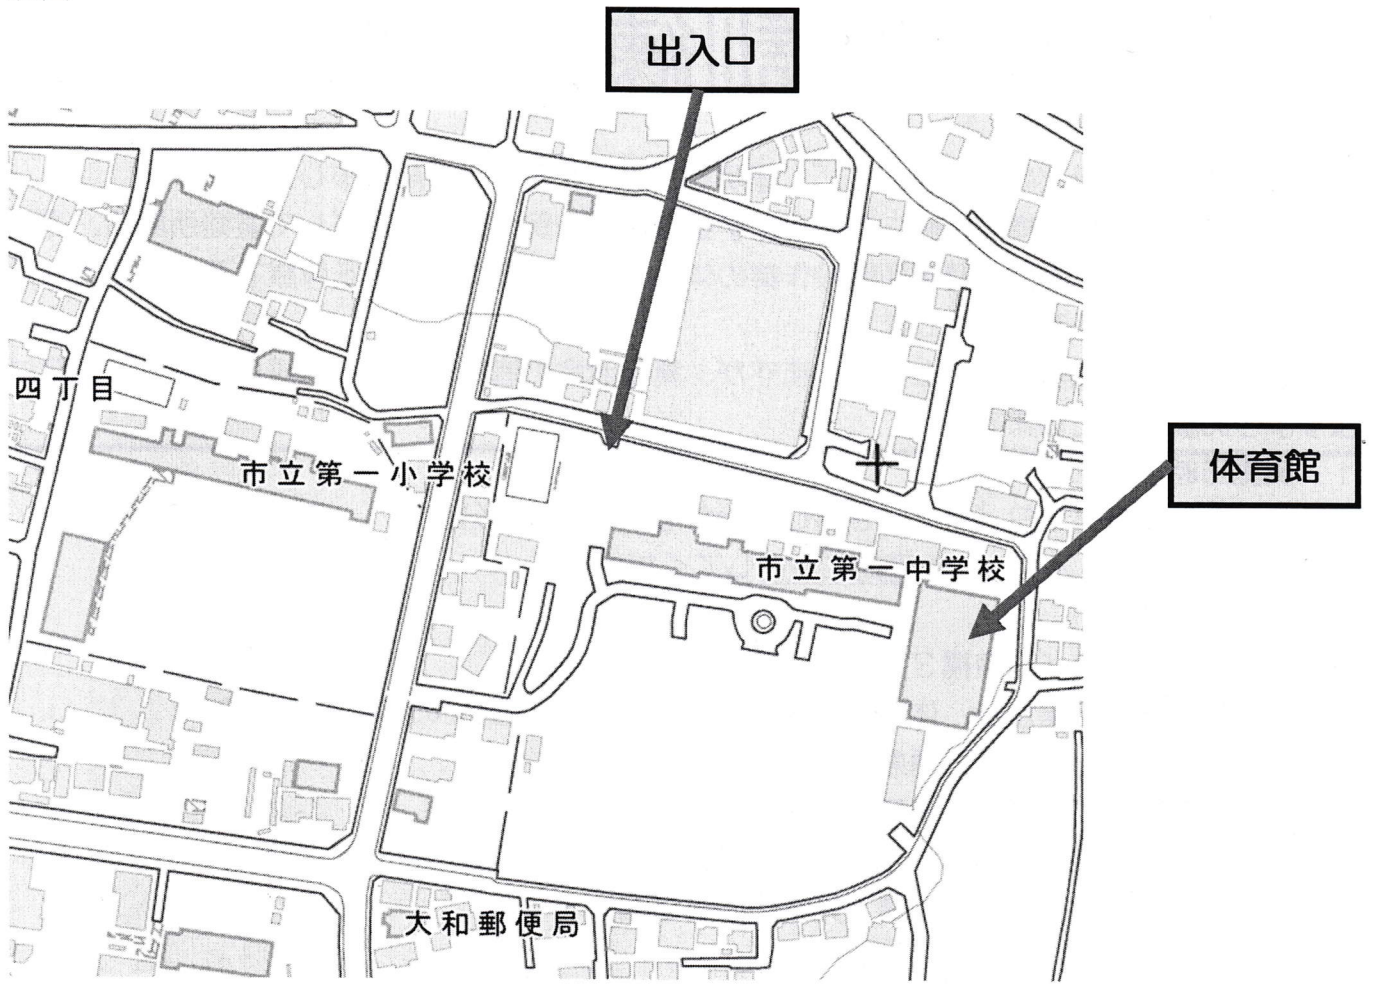 出入口
四丁目
市立第一小学校
体育館
市立第一中学校
大和郵便局